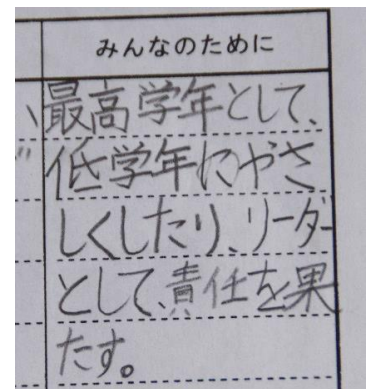 みんなのために
最高学年として、
低学年にやさ
しくしたり、リーダー
として、責任を果
たす。